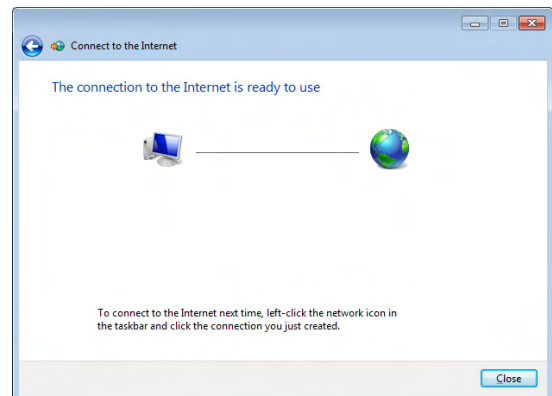 Connect to the Internet
The connection to the Internet is ready to use
To connect to the Internet next time, left-click the network icon in
the taskbar and click the connection you just created.
Close